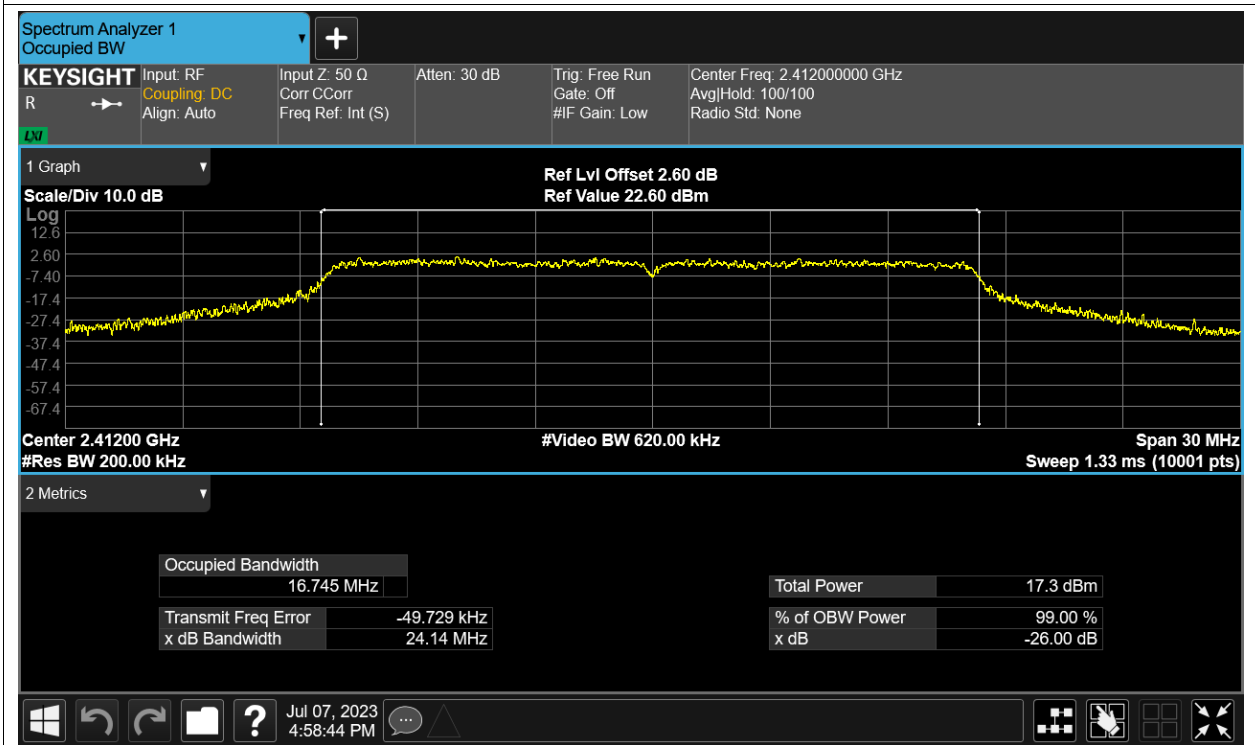 Spectrum Analyzer 1
Occupied BW
KEYSIGHT
R
LXI
Input: RF
Coupling: DC
Align: Auto
Input Z: 50 Ω
Corr CCorr
Freq Ref: Int (S)
Atten: 30 dB
Trig: Free Run
Gate: Off
#IF Gain: Low
Center Freq: 2.412000000 GHz
Avg|Hold: 100/100
Radio Std: None
1 Graph
Scale/Div 10.0 dB
Ref Lvl Offset 2.60 dB
Ref Value 22.60 dBm
Log
12.6
2.60
-7.40
-17.4
-27.4
-37.4
-47.4
-57.4
-67.4
Center 2.41200 GHz
#Res BW 200.00 kHz
#Video BW 620.00 kHz
Span 30 MHz
Sweep 1.33 ms (10001 pts)
2 Metrics
Occupied Bandwidth
16.745 MHz
Transmit Freq Error -49.729 kHz
x dB Bandwidth 24.14 MHz
Total Power 17.3 dBm
% of OBW Power 99.00 %
x dB -26.00 dB
?
Jul 07, 2023
4:58:44 PM